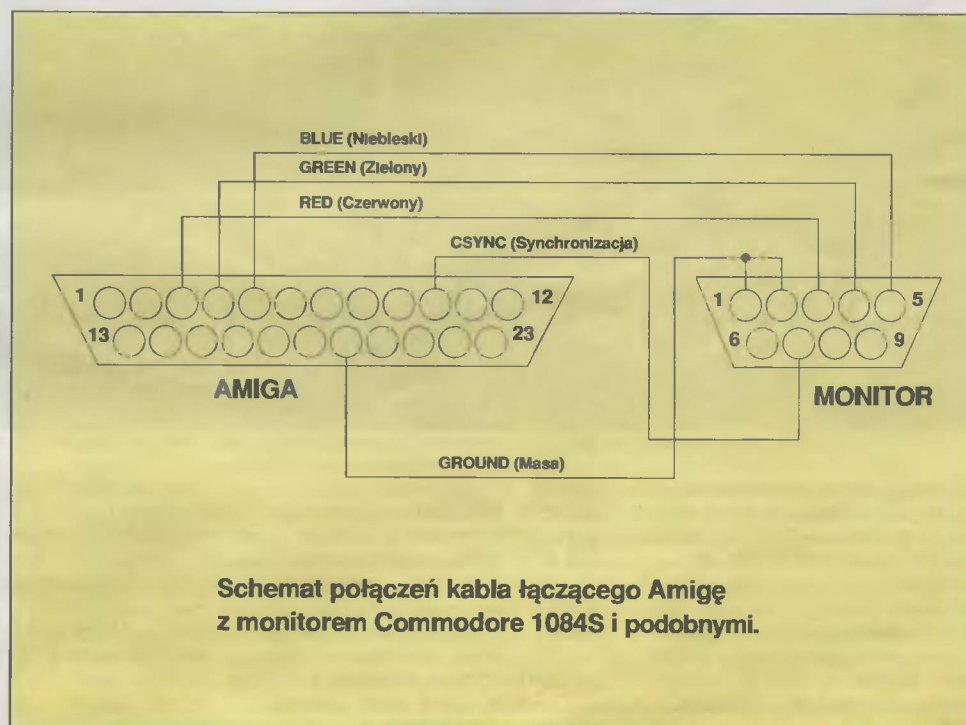 BLUE (Niebieski)
GREEN (Zielony)
RED (Czerwony)
CSYNC (Synchronizacja)
1 12
13 23
AMIGA
1 5
6 9
MONITOR
GROUND (Masa)
Schemat połączeń kabla łączącego Amigę
z monitorem Commodore 1084S i podobnymi.